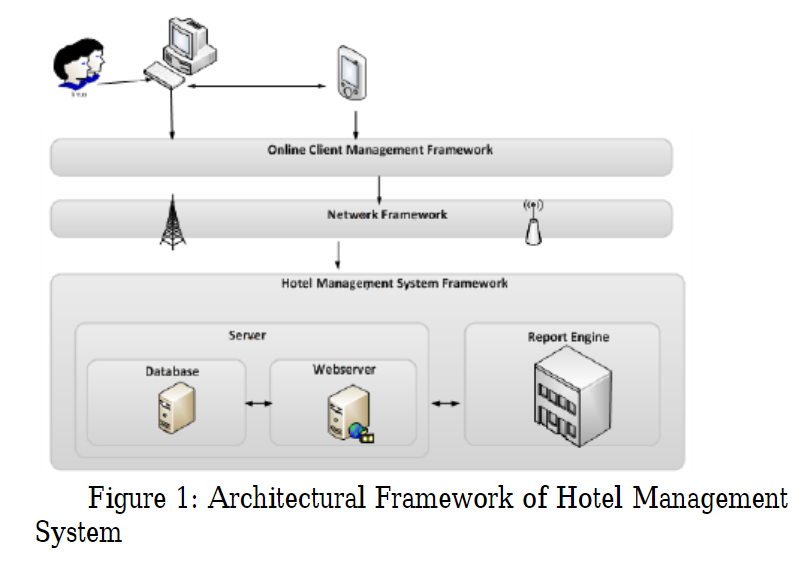 Online Client Management Framework
Network Framework
Hotel Management System Framework
Server
Report Engine
Database
Webserver
Figure 1: Architectural Framework of Hotel Management
System